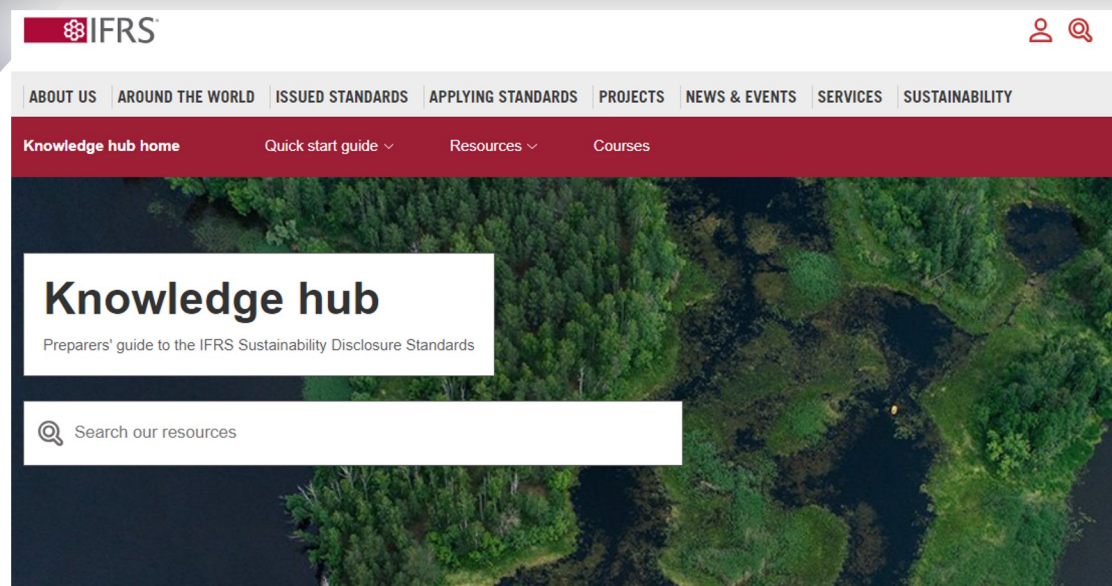 IFRS
ABOUT US AROUND THE WORLD ISSUED STANDARDS APPLYING STANDARDS PROJECTS NEWS & EVENTS SERVICES SUSTAINABILITY
Knowledge hub home Quick start guide Resources Courses
Knowledge hub
Preparers' guide to the IFRS Sustainability Disclosure Standards
Search our resources